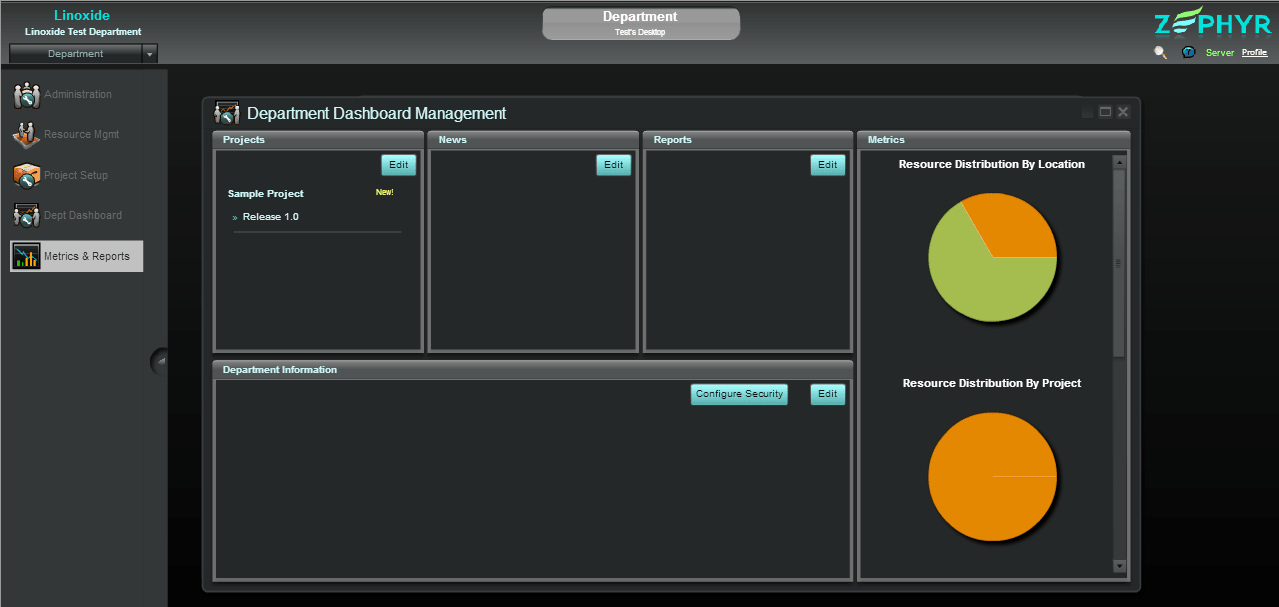 Linoxide
Linoxide Test Department
Department
Department
Test's Desktop
ZEPHYR
Server Profile
Administration
Resource Mgmt
Project Setup
Dept Dashboard
Metrics & Reports
Department Dashboard Management
Projects
Edit
Sample Project New!
» Release 1.0
News
Edit
Reports
Edit
Metrics
Resource Distribution By Location
Resource Distribution By Project
Department Information
Configure Security Edit